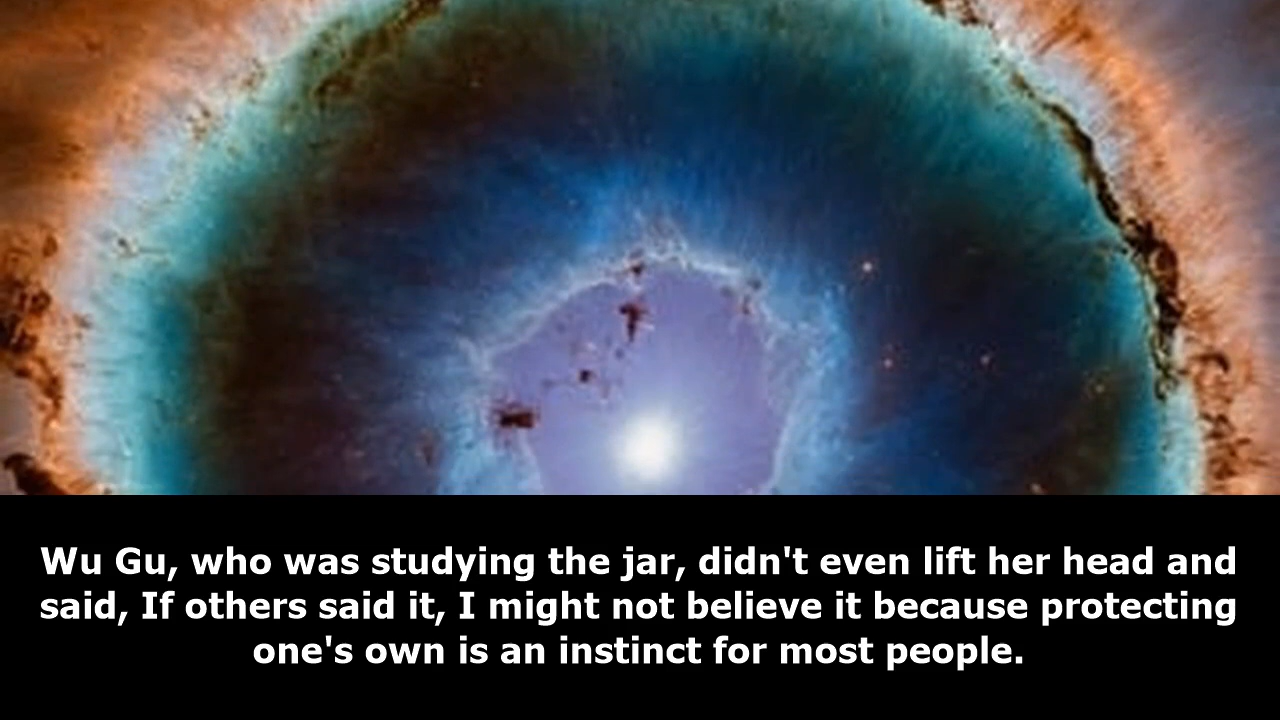 Wu Gu, who was studying the jar, didn't even lift her head and
said, If others said it, I might not believe it because protecting
one's own is an instinct for most people.